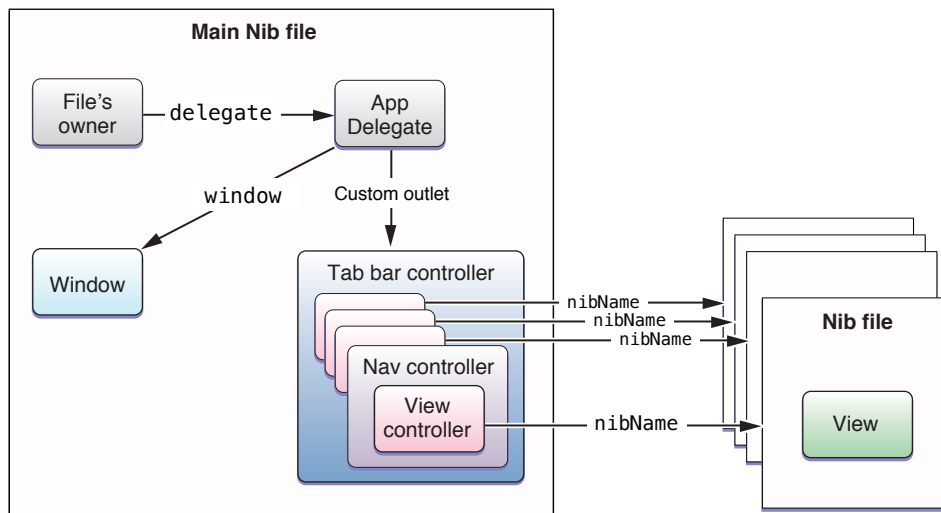 Main Nib file
File's
owner
delegate
App
Delegate
window
Custom outlet
Window
Tab bar controller
nibName
nibName
nibName
Nav controller
View
controller
nibName
Nib file
View